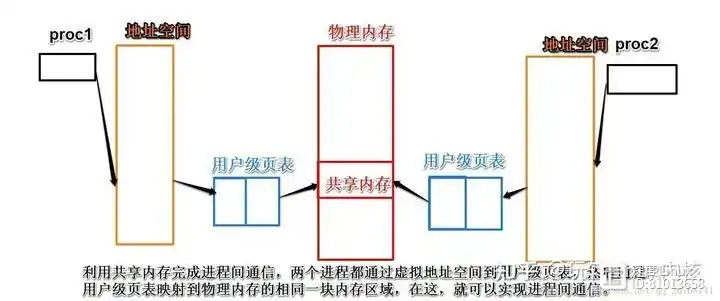 proc1 地址空间 物理内存 地址空间 proc2
用户级页表 用户级页表
共享内存
利用共享内存完成进程间通信，两个进程都通过虚拟地址空间到用户级页表，
用户级页表映射到物理内存的相同一块内存区域，在这，就可以实现进程间通信。